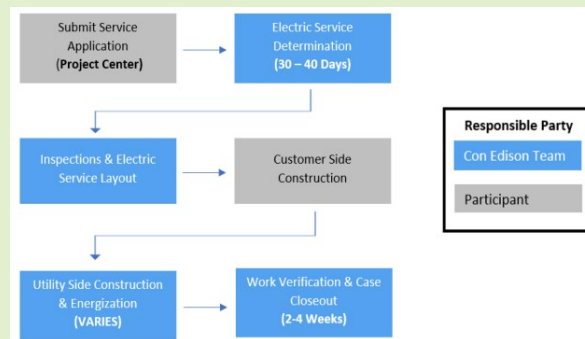 Submit Service
Application
(Project Center)
Electric Service
Determination
(30 – 40 Days)
Inspections & Electric
Service Layout
Customer Side
Construction
Utility Side Construction
& Energization
(VARIES)
Work Verification & Case
Closeout
(2-4 Weeks)
Responsible Party
Con Edison Team
Participant